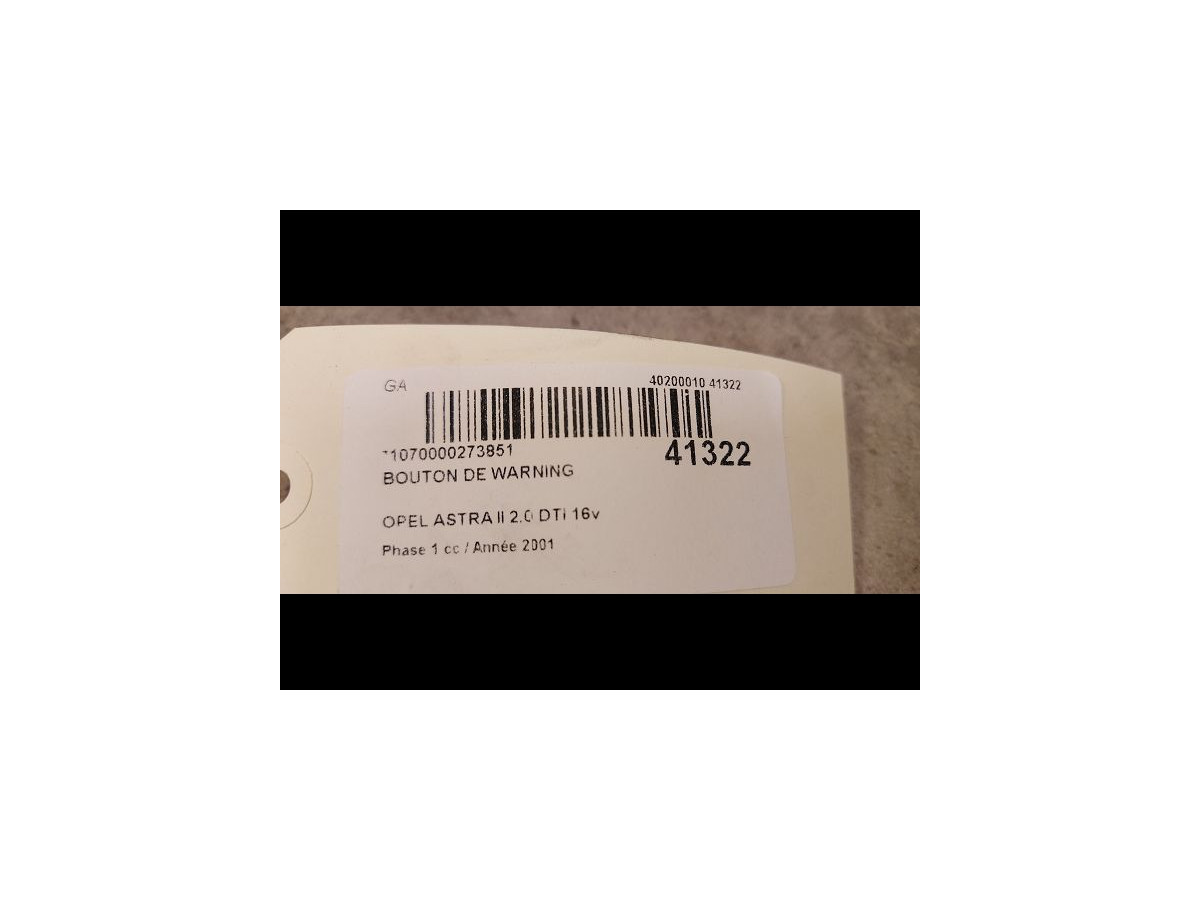 GA
40200010 41322
*1070000273851
41322
BOUTON DE WARNING
OPEL ASTRA II 2.0 DTI 16v
Phase 1 cc / Année 2001